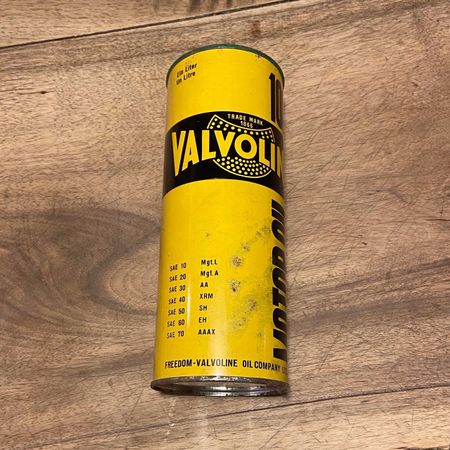 Ein Liter
Un Litre
10
TRADE MARK
1866
VALVOLIN
MOTOR OIL
SAE 10 Mgt.L
SAE 20 Mgt.A
SAE 30 AA
SAE 40 XRM
SAE 50 SH
SAE 60 EH
SAE 70 AAAX
FREEDOM-VALVOLINE OIL COMPANY